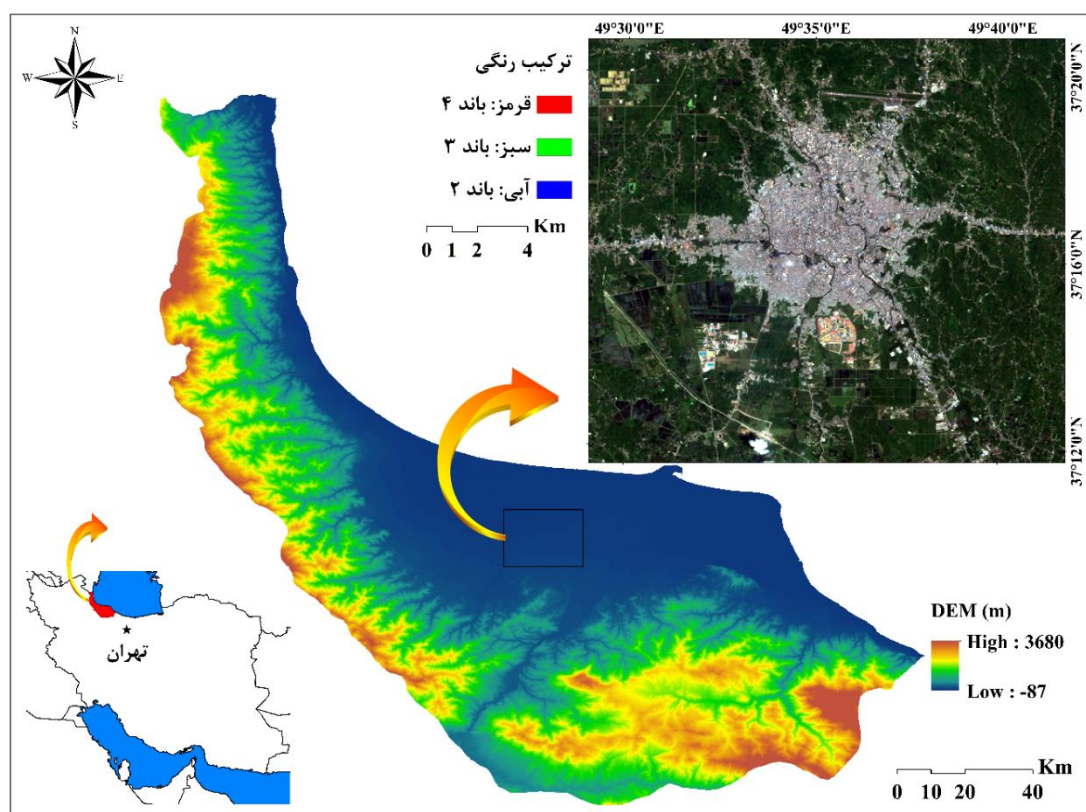 N
W E
S
ترکیب رنگی
قرمز: باند ۴
سبز: باند ۳
آبی: باند ۲
Km
0 1 2 4
49°30'0"E 49°35'0"E 49°40'0"E
37°20'0"N
37°16'0"N
37°12'0"N
تهران
DEM (m)
High : 3680
Low : -87
Km
0 10 20 40